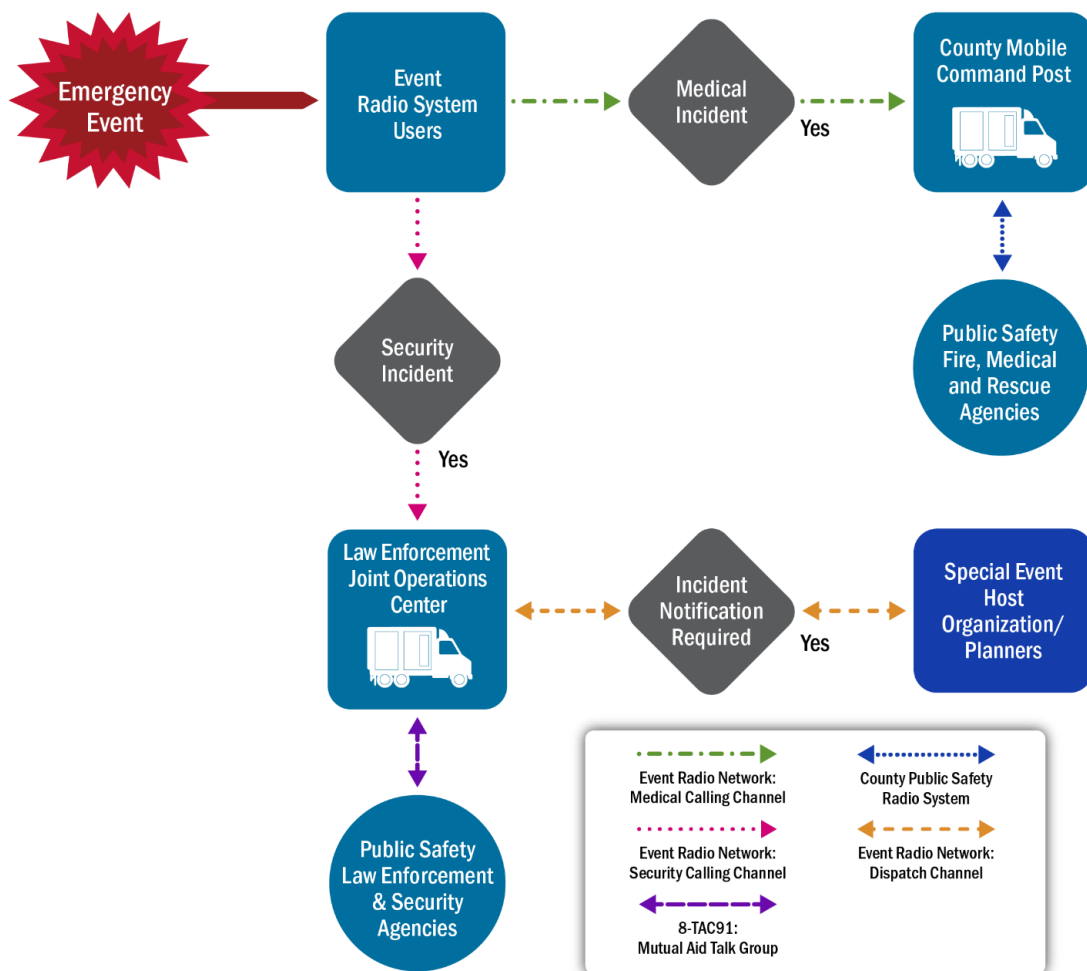 Emergency
Event
Event
Radio System
Users
Medical
Incident
Yes
County Mobile
Command Post
Security
Incident
Yes
Public Safety
Fire, Medical
and Rescue
Agencies
Law Enforcement
Joint Operations
Center
Incident
Notification
Required
Yes
Special Event
Host
Organization/
Planners
Public Safety
Law Enforcement
& Security
Agencies
Event Radio Network:
Medical Calling Channel
County Public Safety
Radio System
Event Radio Network:
Security Calling Channel
Event Radio Network:
Dispatch Channel
8-TAC91:
Mutual Aid Talk Group